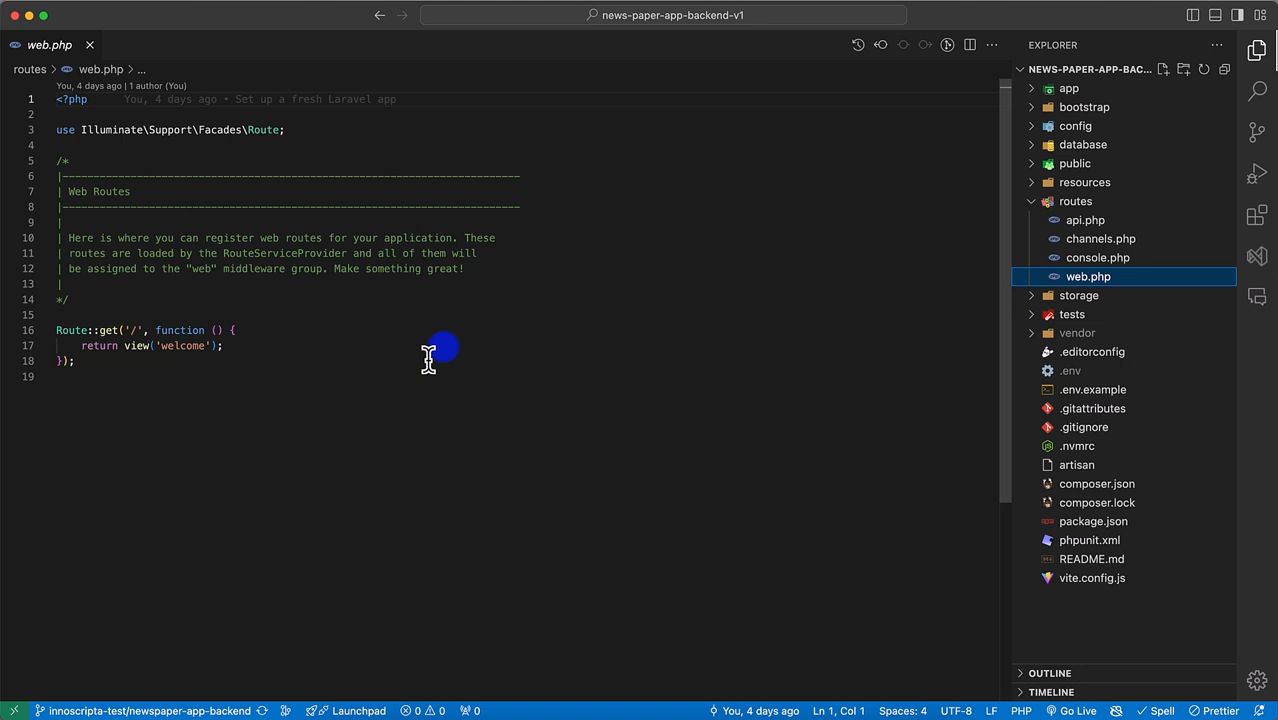 news-paper-app-backend-v1
web.php
EXPLORER
routes > web.php > ...
NEWS-PAPER-APP-BAC...
You, 4 days ago | 1 author (You)
1 <?php You, 4 days ago • Set up a fresh Laravel app
2
3 use Illuminate\Support\Facades\Route;
4
5 /*
6 |--------------------------------------------------------------------------
7 | Web Routes
8 |--------------------------------------------------------------------------
9 |
10 | Here is where you can register web routes for your application. These
11 | routes are loaded by the RouteServiceProvider and all of them will
12 | be assigned to the "web" middleware group. Make something great!
13 |
14 */
15
16 Route::get('/', function () {
17 return view('welcome');
18 });
19
app
bootstrap
config
database
public
resources
routes
api.php
channels.php
console.php
web.php
storage
tests
vendor
.editorconfig
.env
.env.example
.gitattributes
.gitignore
.nvmrc
artisan
composer.json
composer.lock
package.json
phpunit.xml
README.md
vite.config.js
OUTLINE
TIMELINE
innoscripta-test/newspaper-app-backend Launchpad 0 0 0 You, 4 days ago Ln 1, Col 1 Spaces: 4 UTF-8 LF PHP Go Live Spell Prettier